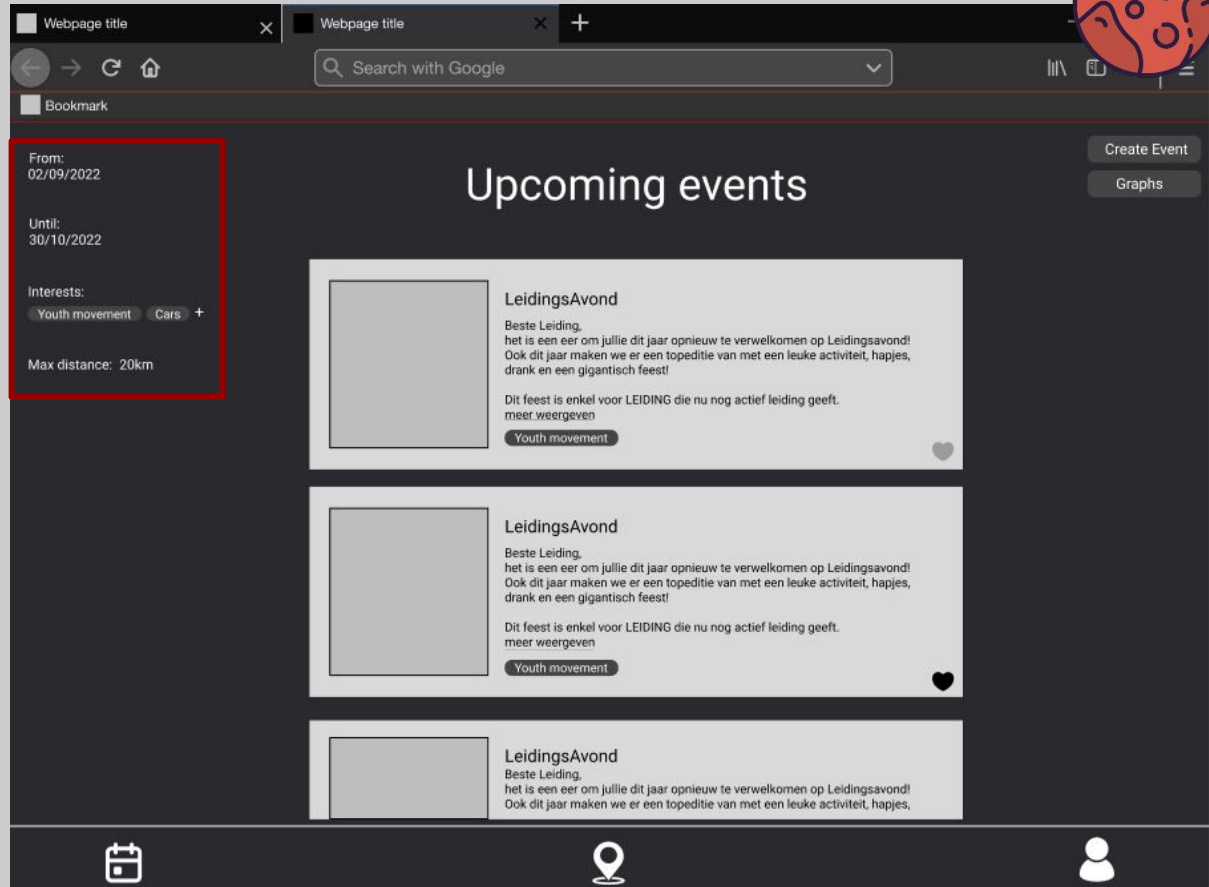 Webpage title
Webpage title
Search with Google
Bookmark
From:
02/09/2022
Until:
30/10/2022
Interests:
Youth movement Cars +
Max distance: 20km
Upcoming events
Create Event
Graphs
LeidingsAvond
Beste Leiding,
het is een eer om jullie dit jaar opnieuw te verwelkomen op Leidingsavond!
Ook dit jaar maken we er een topeditie van met een leuke activiteit, hapjes,
drank en een gigantisch feest!
Dit feest is enkel voor LEIDING die nu nog actief leiding geeft.
meer weergeven
Youth movement
LeidingsAvond
Beste Leiding,
het is een eer om jullie dit jaar opnieuw te verwelkomen op Leidingsavond!
Ook dit jaar maken we er een topeditie van met een leuke activiteit, hapjes,
drank en een gigantisch feest!
Dit feest is enkel voor LEIDING die nu nog actief leiding geeft.
meer weergeven
Youth movement
LeidingsAvond
Beste Leiding,
het is een eer om jullie dit jaar opnieuw te verwelkomen op Leidingsavond!
Ook dit jaar maken we er een topeditie van met een leuke activiteit, hapjes,